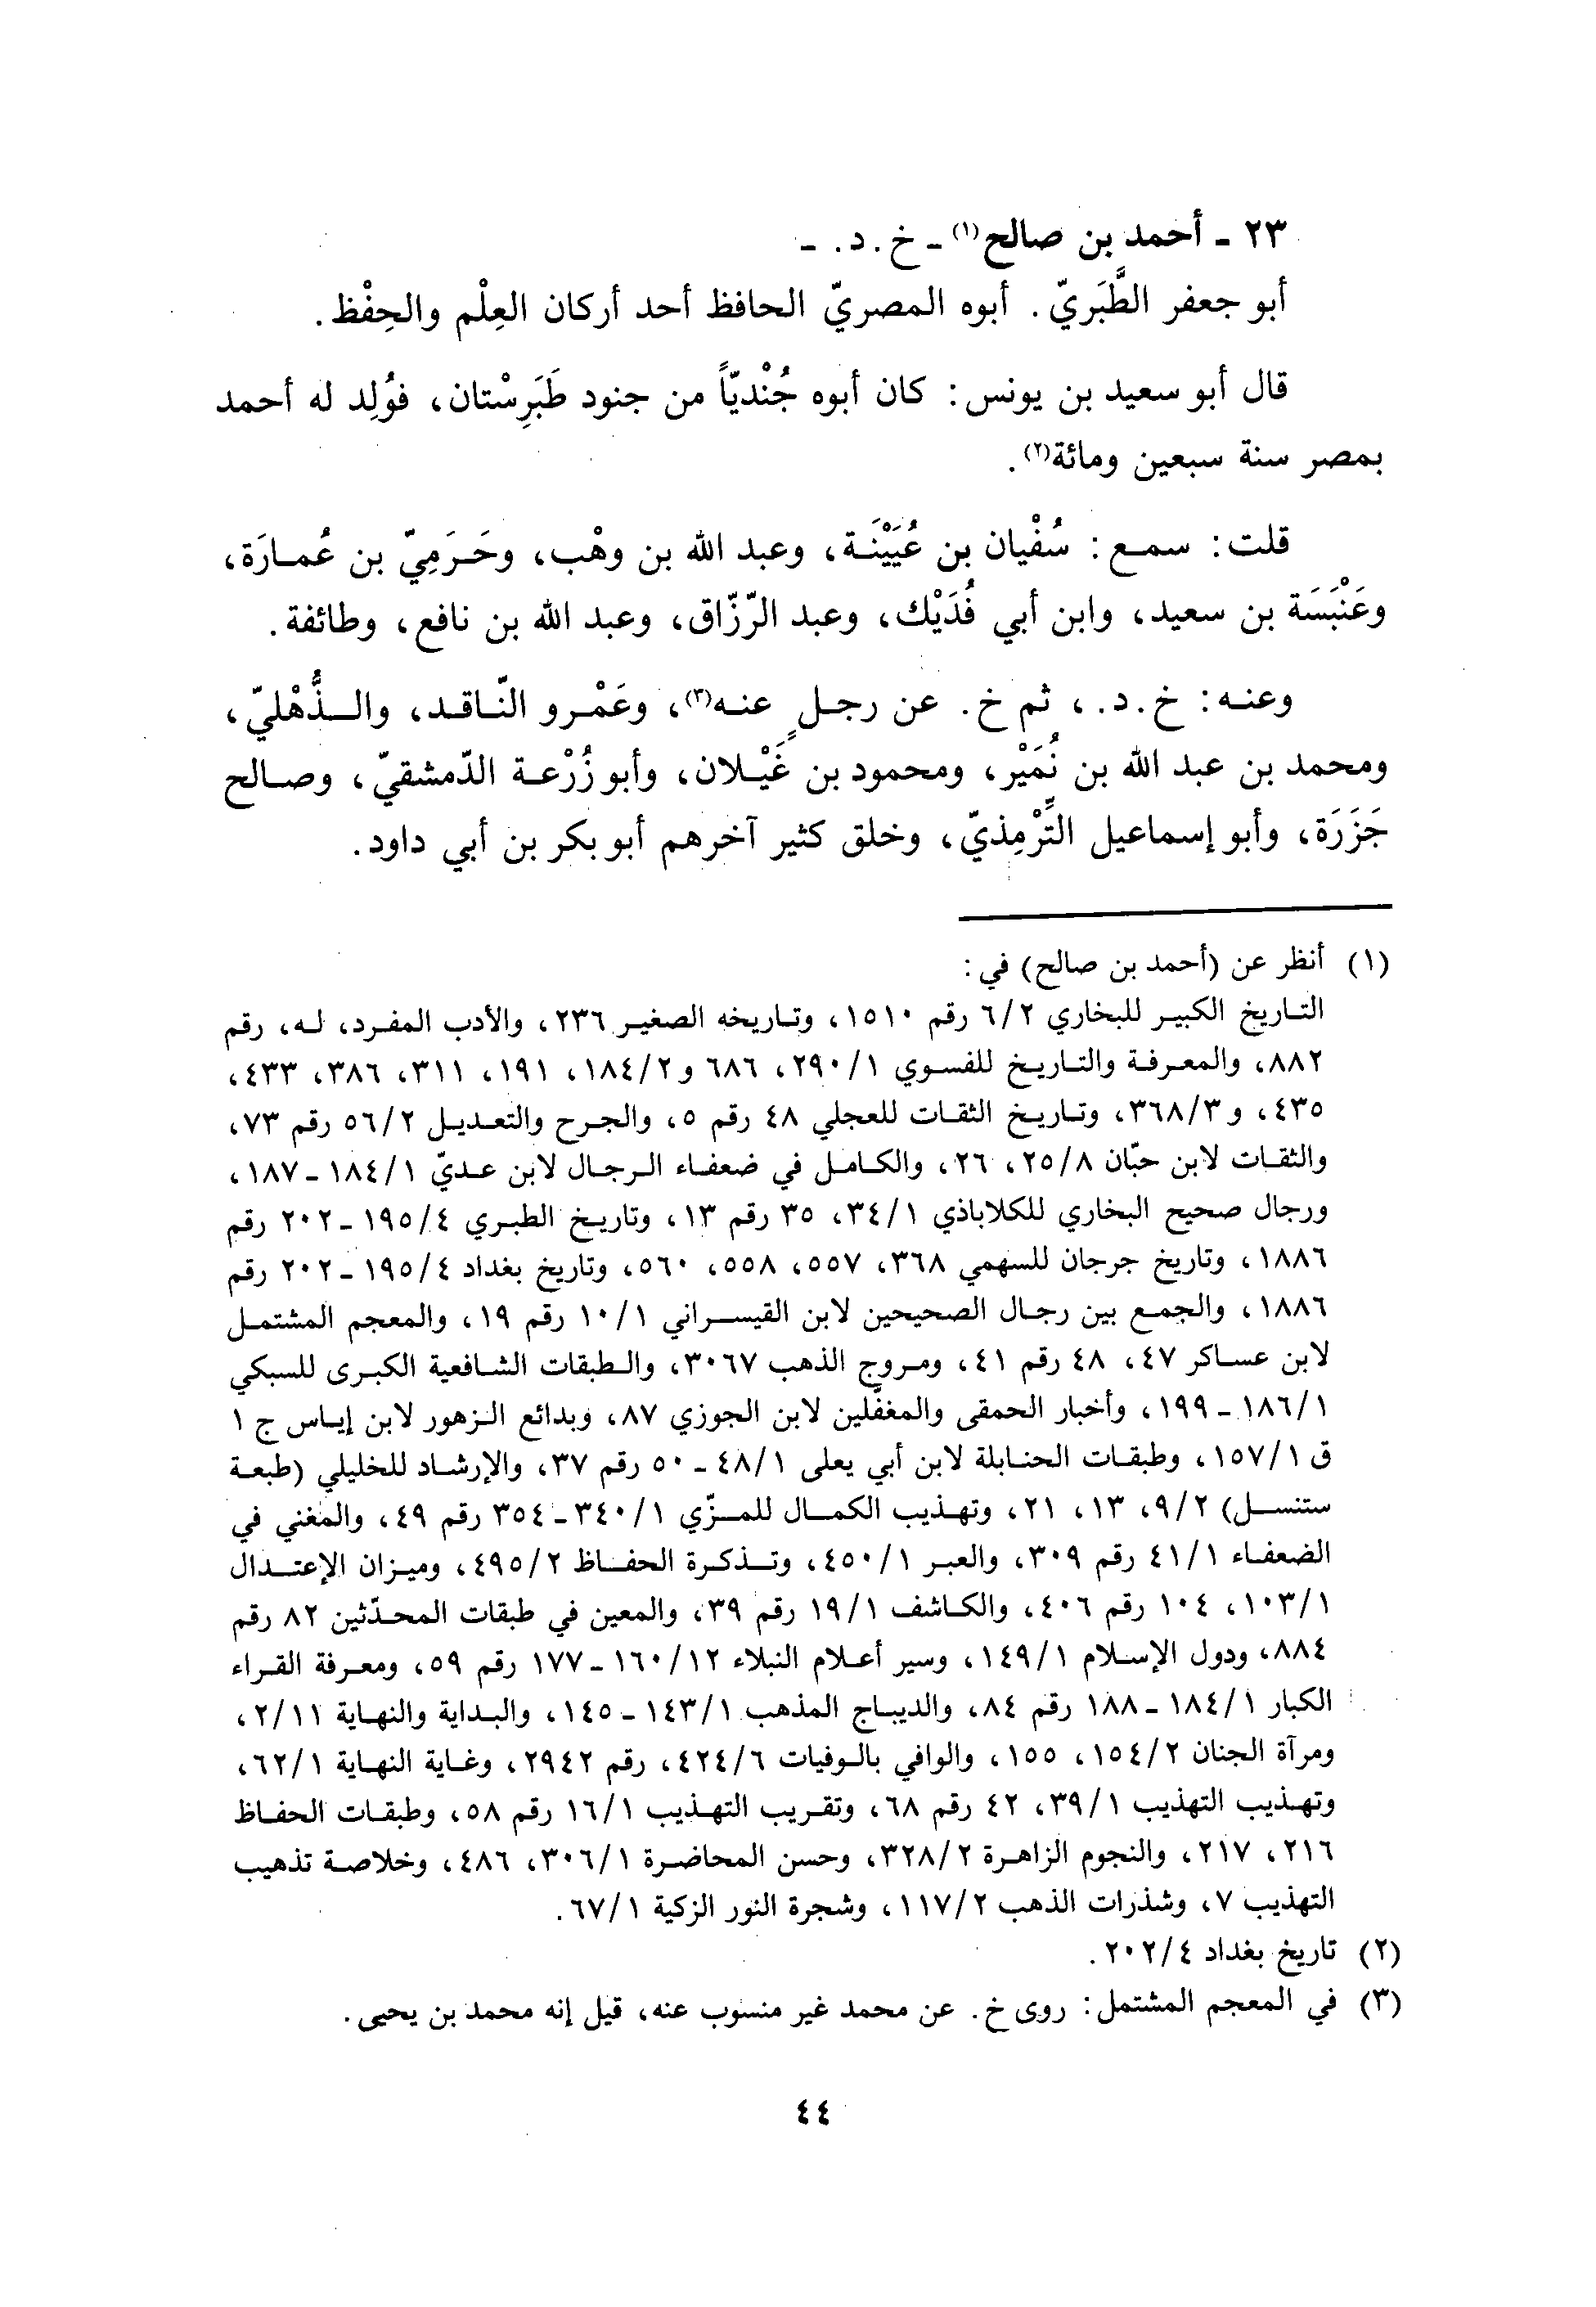 ٢٣ - أحمد بن صالح(١) - خ. د. -
أبو جعفر الطَّبَريّ. أبوه المصريّ الحافظ أحد أركان العِلْم والحِفْظ.
قال أبو سعيد بن يونس: كان أبوه جُنْديّاً من جنود طَبَرِسْتان، فوُلِد له أحمد
بمصر سنة سبعين ومائة(٢).
قلت: سمع: سُفْيان بن عُيَيْنَة، وعبد الله بن وهْب، وحَرَمِيّ بن عُمارَة،
وعَنْبَسَة بن سعيد، وابن أبي فُدَيْك، وعبد الرّزّاق، وعبد الله بن نافع، وطائفة.
وعنه: خ. د.، ثم خ. عن رجلٍ عنه(٣)، وعَمْرو النّاقد، والذُّهْليّ،
ومحمد بن عبد الله بن نُمَيْر، ومحمود بن غَيْلان، وأبو زُرْعة الدّمشقيّ، وصالح
جَزَرَة، وأبو إسماعيل التِّرْمِذيّ، وخلق كثير آخرهم أبو بكر بن أبي داود.
(١) أنظر عن (أحمد بن صالح) في:
التاريخ الكبير للبخاري ٦/٢ رقم ١٥١٠، وتاريخه الصغير ٢٣٦، والأدب المفرد، له، رقم
٨٨٢، والمعرفة والتاريخ للفسوي ٢٩٠/١، ٦٨٦ و١٨٤/٢، ١٩١، ٣١١، ٣٨٦، ٤٣٣،
٤٣٥، و٣٦٨/٣، وتاريخ الثقات للعجلي ٤٨ رقم ٥، والجرح والتعديل ٥٦/٢ رقم ٧٣،
والثقات لابن حبّان ٢٥/٨، ٢٦، والكامل في ضعفاء الرجال لابن عديّ ١٨٤/١ - ١٨٧،
ورجال صحيح البخاري للكلاباذي ٣٤/١، ٣٥ رقم ١٣، وتاريخ الطبري ١٩٥/٤ - ٢٠٢ رقم
١٨٨٦، وتاريخ جرجان للسهمي ٣٦٨، ٥٥٧، ٥٥٨، ٥٦٠، وتاريخ بغداد ١٩٥/٤ - ٢٠٢ رقم
١٨٨٦، والجمع بين رجال الصحيحين لابن القيسراني ١٠/١ رقم ١٩، والمعجم المشتمل
لابن عساكر ٤٧، ٤٨ رقم ٤١، ومروج الذهب ٣٠٦٧، والطبقات الشافعية الكبرى للسبكي
١٨٦/١ - ١٩٩، وأخبار الحمقى والمغفّلين لابن الجوزي ٨٧، وبدائع الزهور لابن إياس ج ١
ق ١٥٧/١، وطبقات الحنابلة لابن أبي يعلى ٤٨/١ - ٥٠ رقم ٣٧، والإرشاد للخليلي (طبعة
ستنسل) ٩/٢، ١٣، ٢١، وتهذيب الكمال للمزّي ٣٤٠/١ - ٣٥٤ رقم ٤٩، والمغني في
الضعفاء ٤١/١ رقم ٣٠٩، والعبر ٤٥٠/١، وتذكرة الحفاظ ٤٩٥/٢، وميزان الإعتدال
١٠٣/١، ١٠٤ رقم ٤٠٦، والكاشف ١٩/١ رقم ٣٩، والمعين في طبقات المحدّثين ٨٢ رقم
٨٨٤، ودول الإسلام ١٤٩/١، وسير أعلام النبلاء ١٦٠/١٢ - ١٧٧ رقم ٥٩، ومعرفة القراء
الكبار ١٨٤/١ - ١٨٨ رقم ٨٤، والديباج المذهب ١٤٣/١ - ١٤٥، والبداية والنهاية ٢/١١،
ومرآة الجنان ١٥٤/٢، ١٥٥، والوافي بالوفيات ٤٢٤/٦، رقم ٢٩٤٢، وغاية النهاية ٦٢/١،
وتهذيب التهذيب ٣٩/١، ٤٢ رقم ٦٨، وتقريب التهذيب ١٦/١ رقم ٥٨، وطبقات الحفاظ
٢١٦، ٢١٧، والنجوم الزاهرة ٣٢٨/٢، وحسن المحاضرة ٣٠٦/١، ٤٨٦، وخلاصة تذهيب
التهذيب ٧، وشذرات الذهب ١١٧/٢، وشجرة النور الزكية ٦٧/١.
(٢) تاريخ بغداد ٢٠٢/٤.
(٣) في المعجم المشتمل: روى خ. عن محمد غير منسوب عنه، قيل إنه محمد بن يحيى.
٤٤